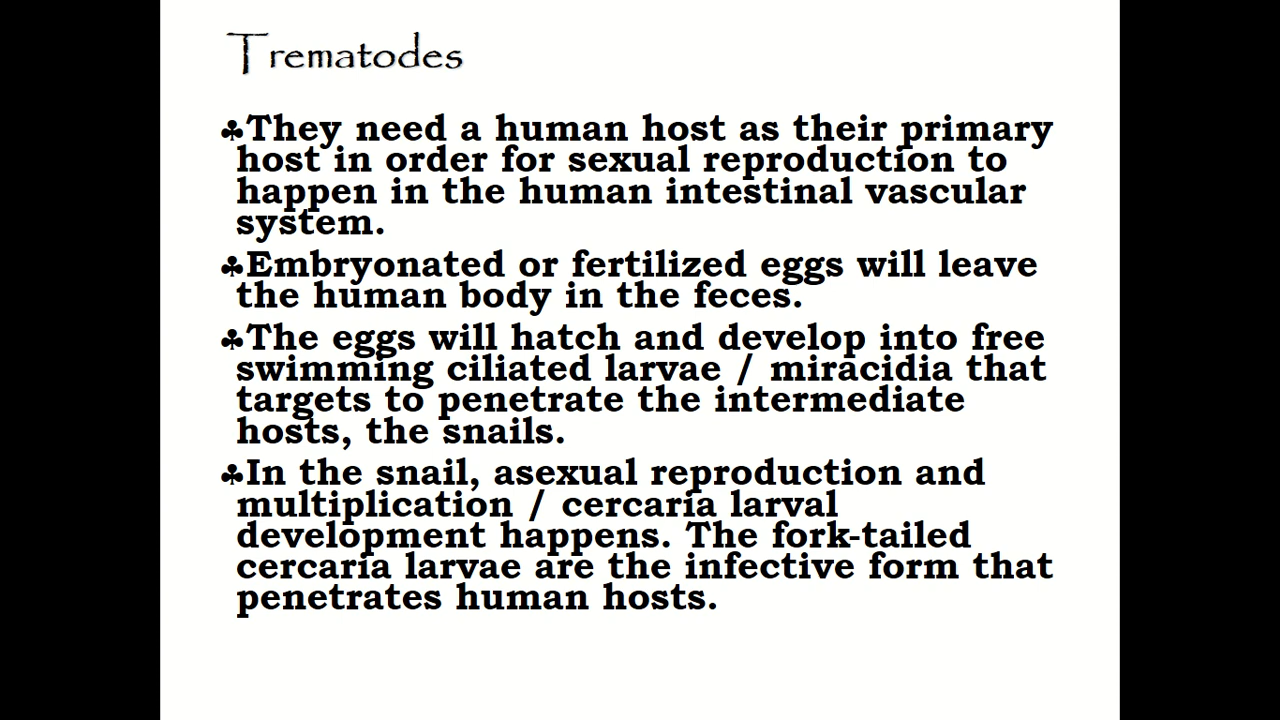 Trematodes
♣They need a human host as their primary
host in order for sexual reproduction to
happen in the human intestinal vascular
system.
♣Embryonated or fertilized eggs will leave
the human body in the feces.
♣The eggs will hatch and develop into free
swimming ciliated larvae / miracidia that
targets to penetrate the intermediate
hosts, the snails.
♣In the snail, asexual reproduction and
multiplication / cercaria larval
development happens. The fork-tailed
cercaria larvae are the infective form that
penetrates human hosts.